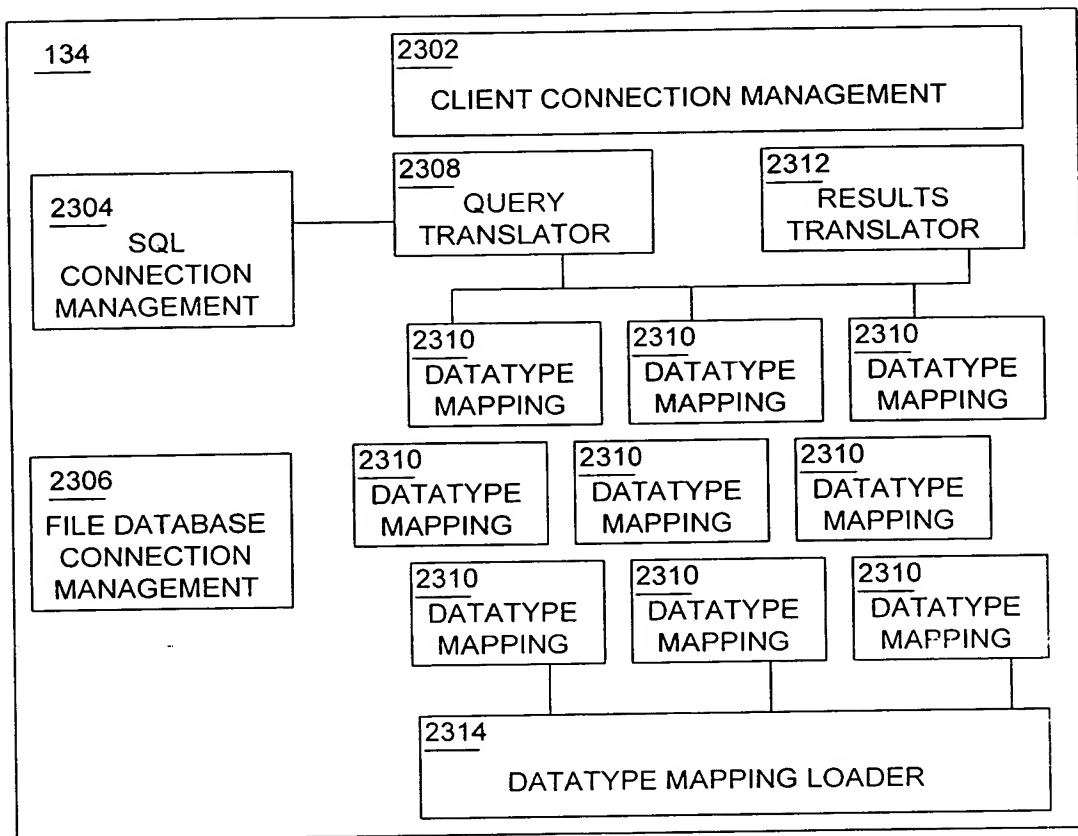 134
2302
CLIENT CONNECTION MANAGEMENT
2304
SQL
CONNECTION
MANAGEMENT
2308
QUERY
TRANSLATOR
2312
RESULTS
TRANSLATOR
2310
DATATYPE
MAPPING
2310
DATATYPE
MAPPING
2310
DATATYPE
MAPPING
2306
FILE DATABASE
CONNECTION
MANAGEMENT
2310
DATATYPE
MAPPING
2310
DATATYPE
MAPPING
2310
DATATYPE
MAPPING
2310
DATATYPE
MAPPING
2310
DATATYPE
MAPPING
2310
DATATYPE
MAPPING
2314
DATATYPE MAPPING LOADER